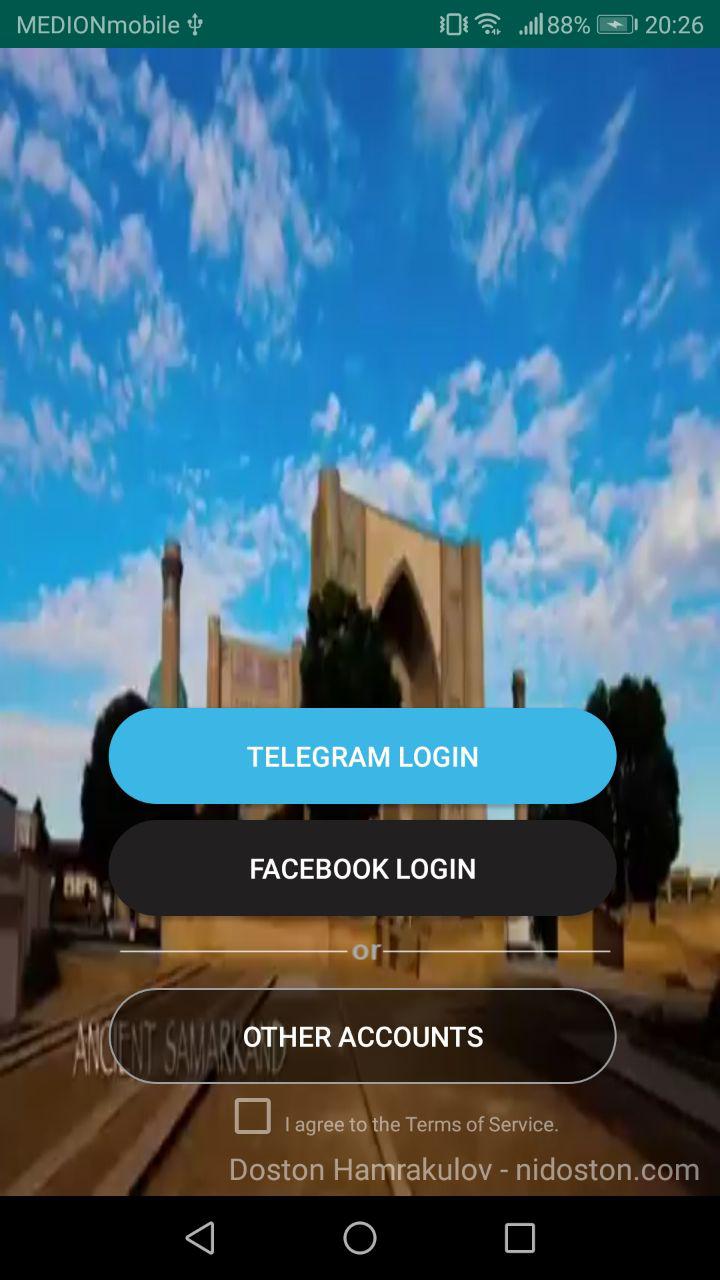 MEDIONmobile 88% 20:26
TELEGRAM LOGIN
FACEBOOK LOGIN
or
OTHER ACCOUNTS
ANCIENT SAMARKAND
I agree to the Terms of Service.
Doston Hamrakulov - nidoston.com